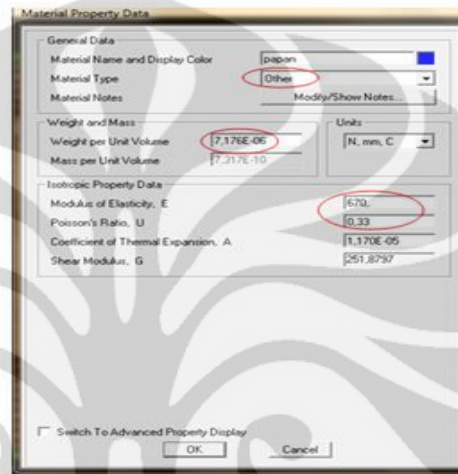 Material Property Data
General Data
Material Name and Display Color papan
Material Type Other
Material Notes Modify/Show Notes...
Weight and Mass
Units
Weight per Unit Volume 7,176E-06 N, mm, C
Mass per Unit Volume 7,317E-10
Isotropic Property Data
Modulus of Elasticity, E 670,
Poisson's Ratio, U 0,33
Coefficient of Thermal Expansion, A 1,170E-05
Shear Modulus, G 251,8797
Switch To Advanced Property Display
OK Cancel